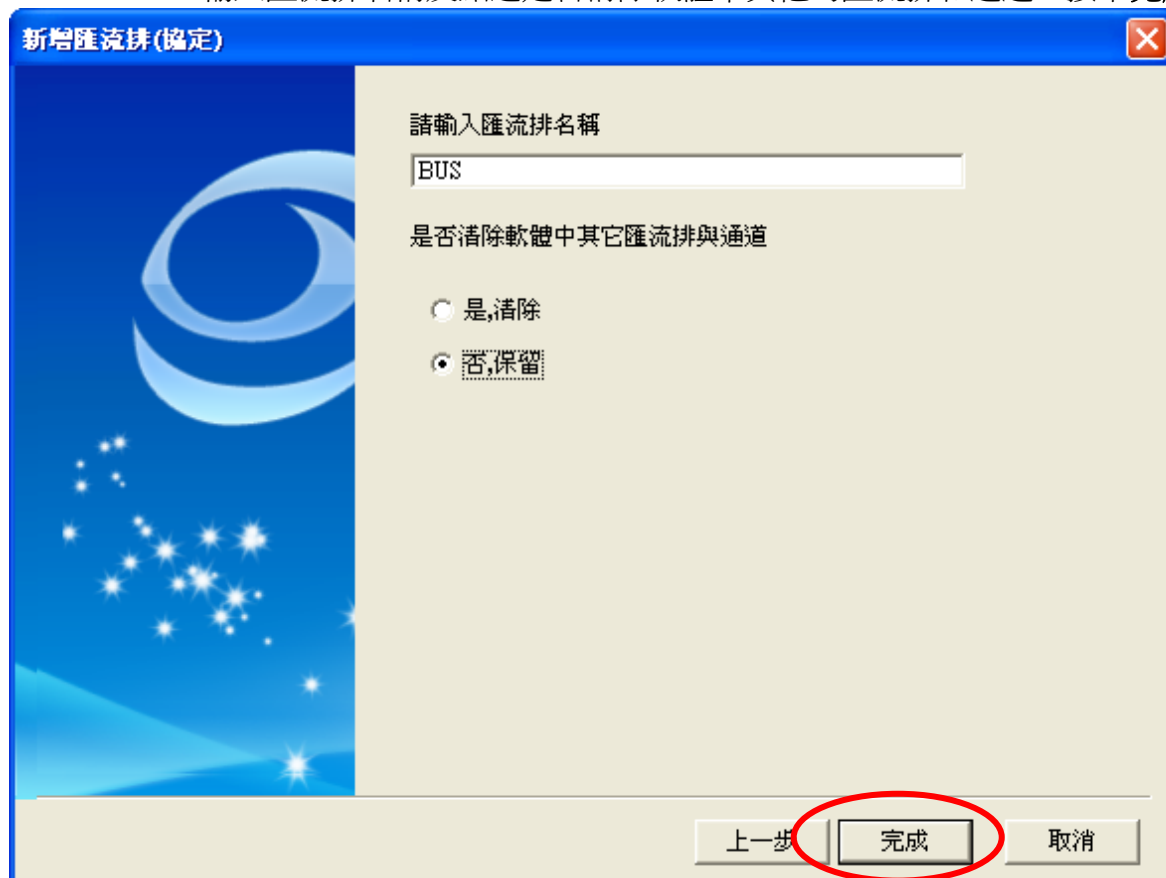 新增匯流排(協定)
請輸入匯流排名稱
BUS
是否清除軟體中其它匯流排與通道
是,清除
否,保留
上一步
完成
取消